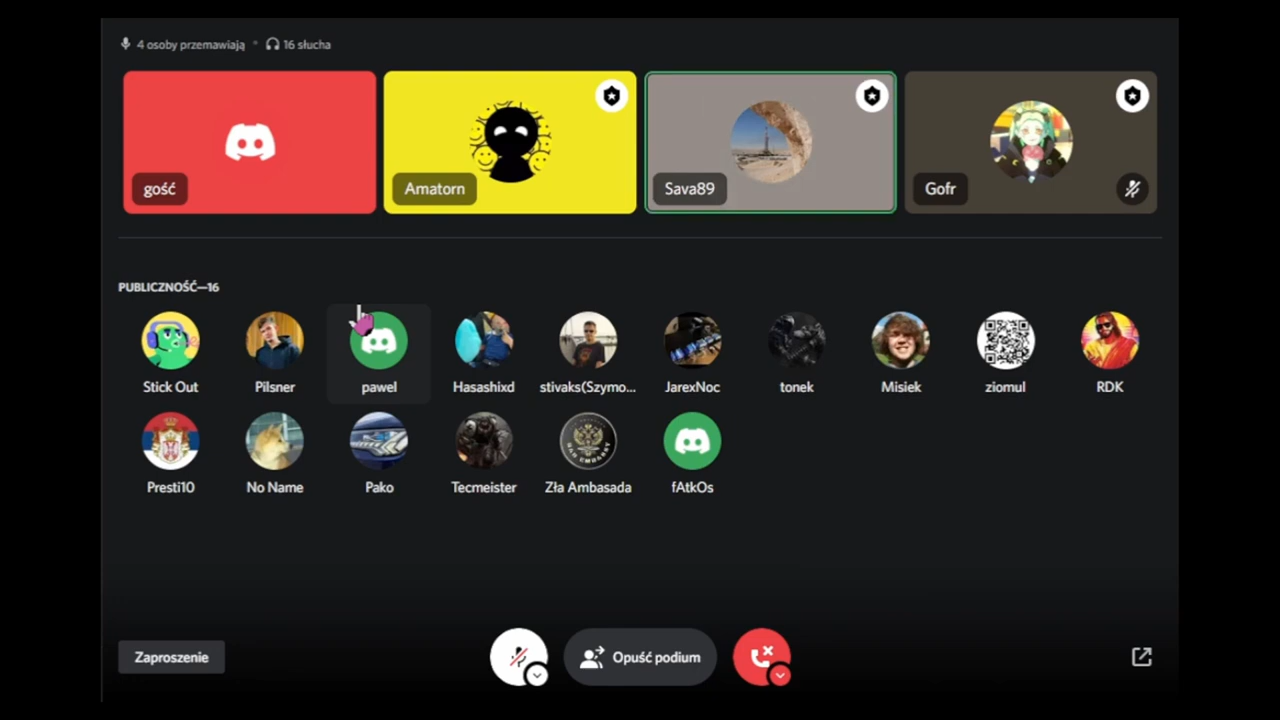 4 osoby przemawiają • 16 słucha
gość
Amatorn
Sava89
Gofr
PUBLICZNOŚĆ—16
Stick Out
Pilsner
pawel
Hasashixd
stivaks(Szymo...
JarexNoc
tonek
Misiek
ziomul
RDK
Presti10
No Name
Pako
Tecmeister
Zła Ambasada
fAtkOs
Zaproszenie
Opuść podium